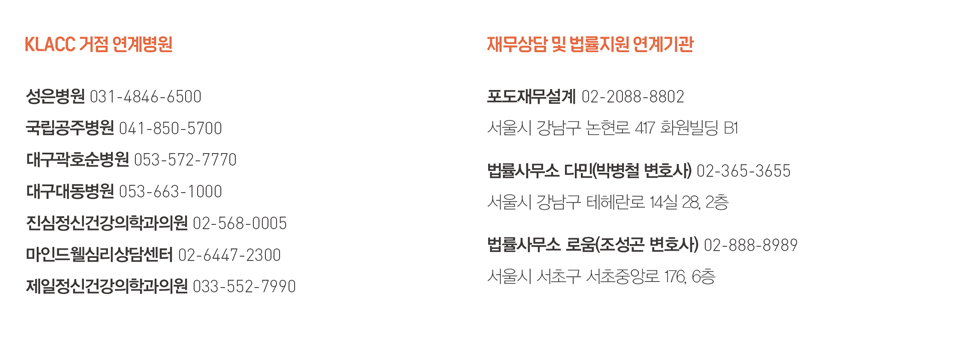 KLACC 거점 연계병원
성은병원 031-4846-6500
국립공주병원 041-850-5700
대구곽호순병원 053-572-7770
대구대동병원 053-663-1000
진심정신건강의학과의원 02-568-0005
마인드웰심리상담센터 02-6447-2300
제일정신건강의학과의원 033-552-7990
재무상담 및 법률지원 연계기관
포도재무설계 02-2088-8802
서울시 강남구 논현로 417 화원빌딩 B1
법률사무소 다민(박병철 변호사) 02-365-3655
서울시 강남구 테헤란로 14실 28, 2층
법률사무소 로움(조성곤 변호사) 02-888-8989
서울시 서초구 서초중앙로 176, 6층